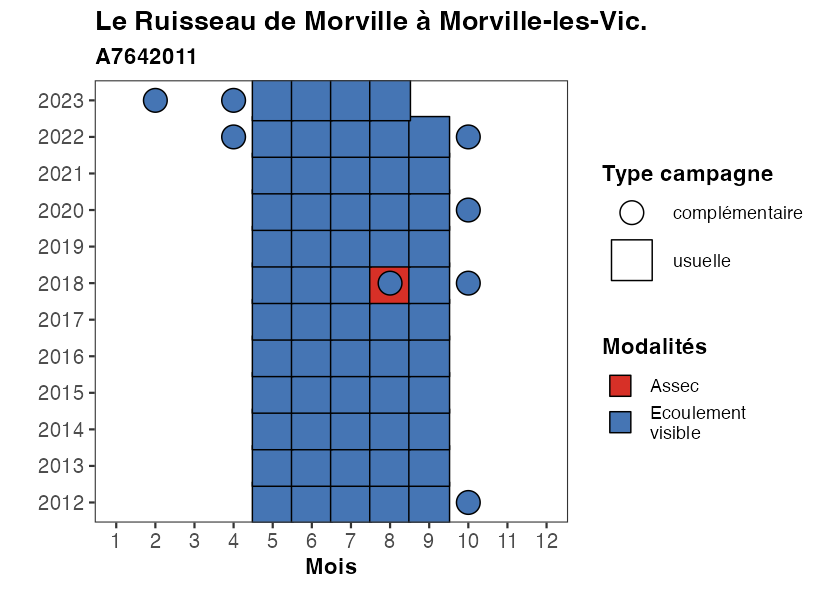 Le Ruisseau de Morville à Morville-les-Vic.
A7642011
2023
2022
2021
2020
2019
2018
2017
2016
2015
2014
2013
2012
1 2 3 4 5 6 7 8 9 10 11 12
Mois
Type campagne
complémentaire
usuelle
Modalités
Assec
Ecoulement
visible